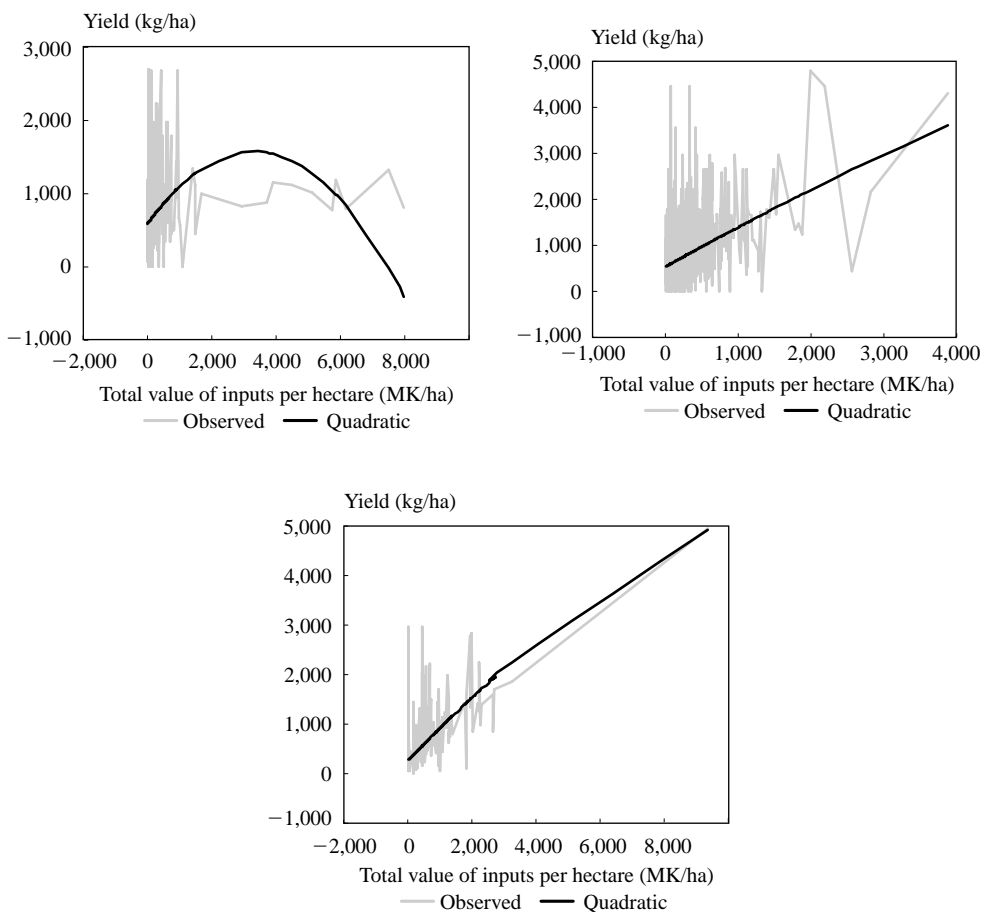 Yield (kg/ha)
3,000
2,000
1,000
0
−1,000
−2,000 0 2,000 4,000 6,000 8,000
Total value of inputs per hectare (MK/ha)
Observed Quadratic
Yield (kg/ha)
5,000
4,000
3,000
2,000
1,000
0
−1,000
−1,000 0 1,000 2,000 3,000 4,000
Total value of inputs per hectare (MK/ha)
Observed Quadratic
Yield (kg/ha)
5,000
4,000
3,000
2,000
1,000
0
−1,000
−2,000 0 2,000 4,000 6,000 8,000
Total value of inputs per hectare (MK/ha)
Observed Quadratic